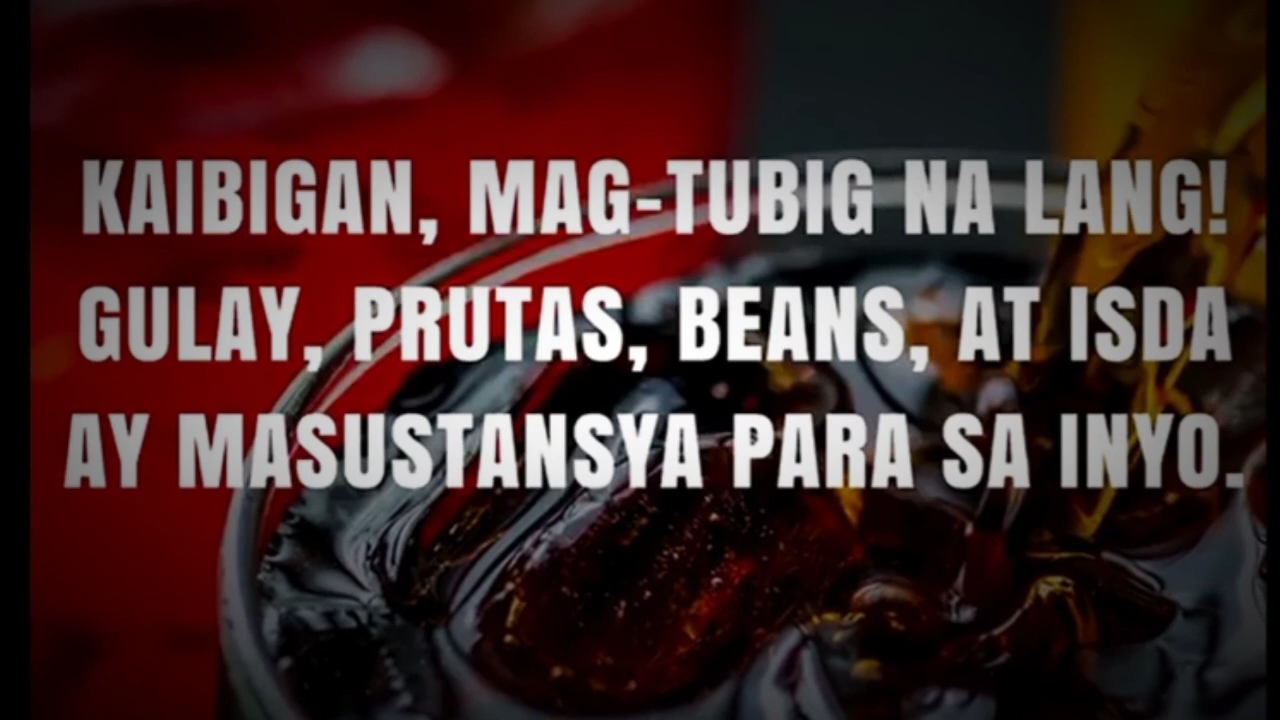 KAIBIGAN, MAG-TUBIG NA LANG!
GULAY, PRUTAS, BEANS, AT ISDA
AY MASUSTANSYA PARA SA INYO.